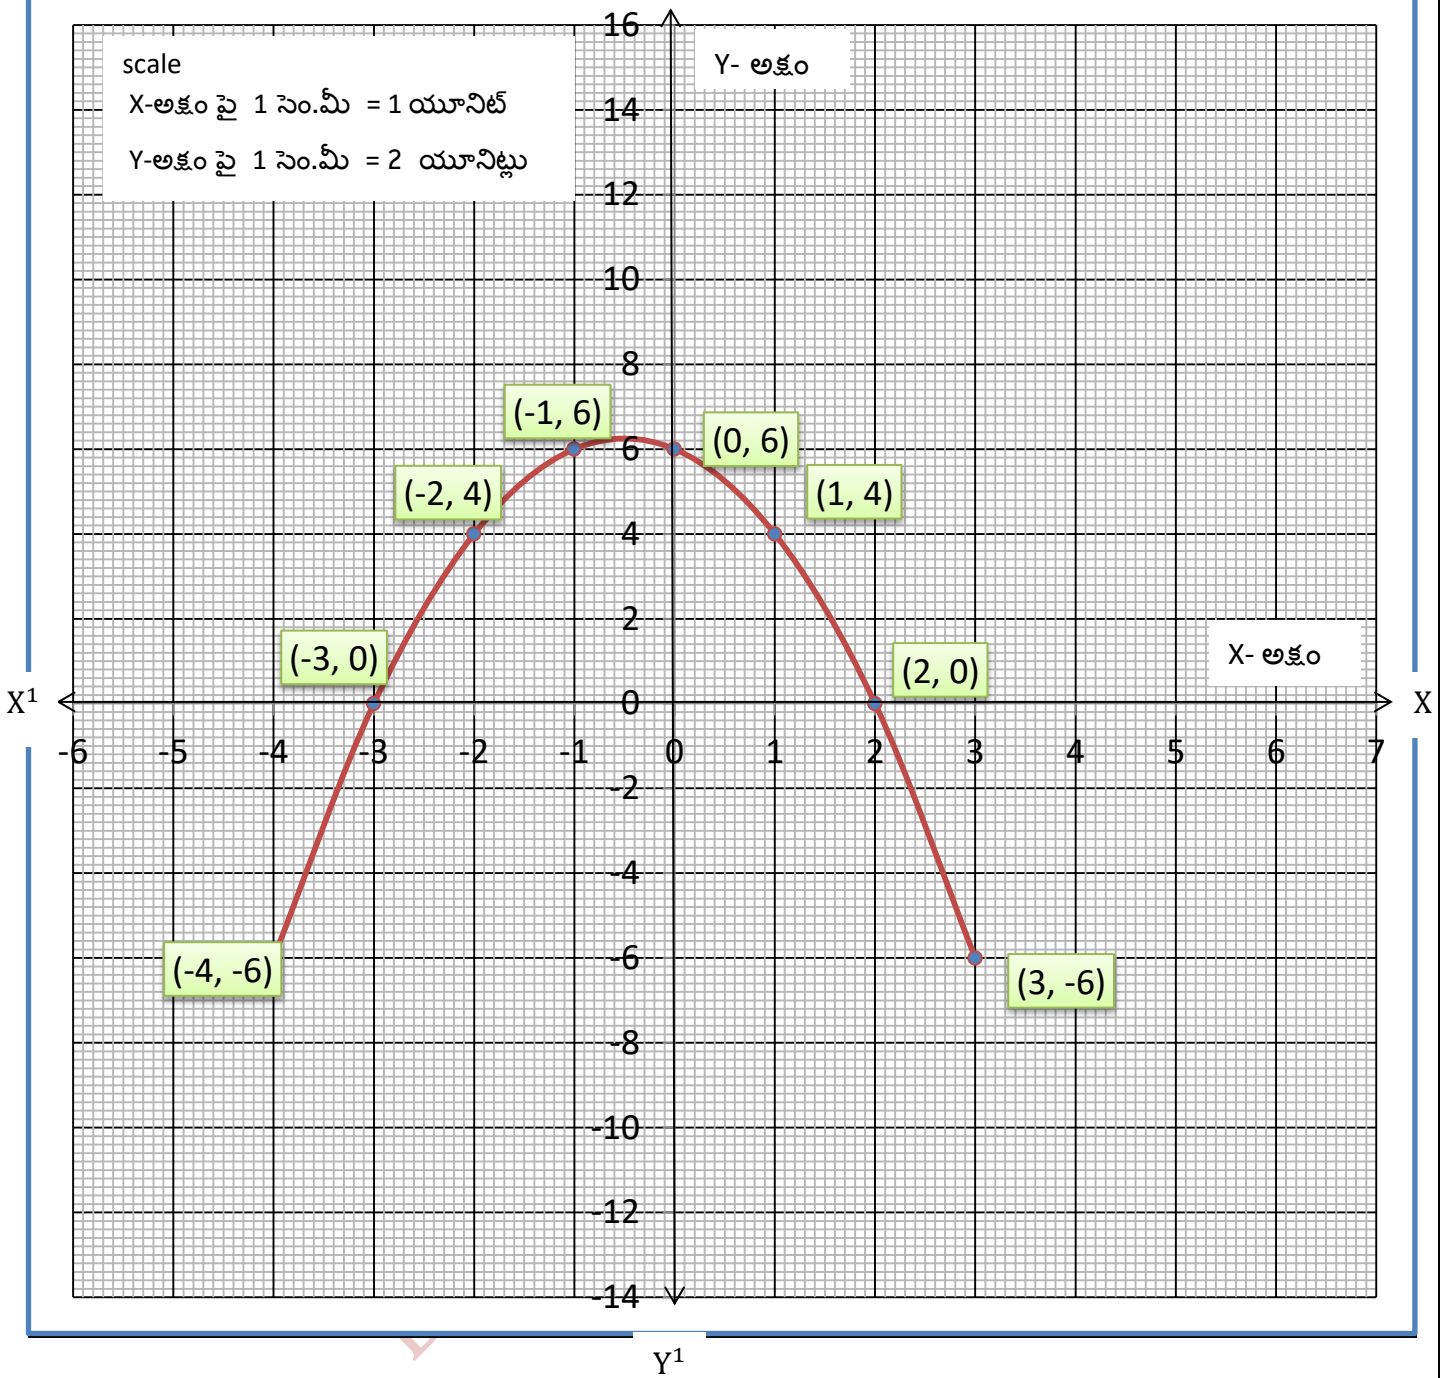 16
scale
Y- అక్షం
X-అక్షం పై 1 సెం.మీ = 1 యూనిట్
14
Y-అక్షం పై 1 సెం.మీ = 2 యూనిట్లు
12
10
8
(-1, 6)
6
(0, 6)
(-2, 4)
(1, 4)
4
2
(-3, 0)
(2, 0)
X- అక్షం
X¹
0
X
-6 -5 -4 -3 -2 -1 0 1 2 3 4 5 6 7
-2
-4
-6
(-4, -6)
(3, -6)
-8
-10
-12
-14
Y¹